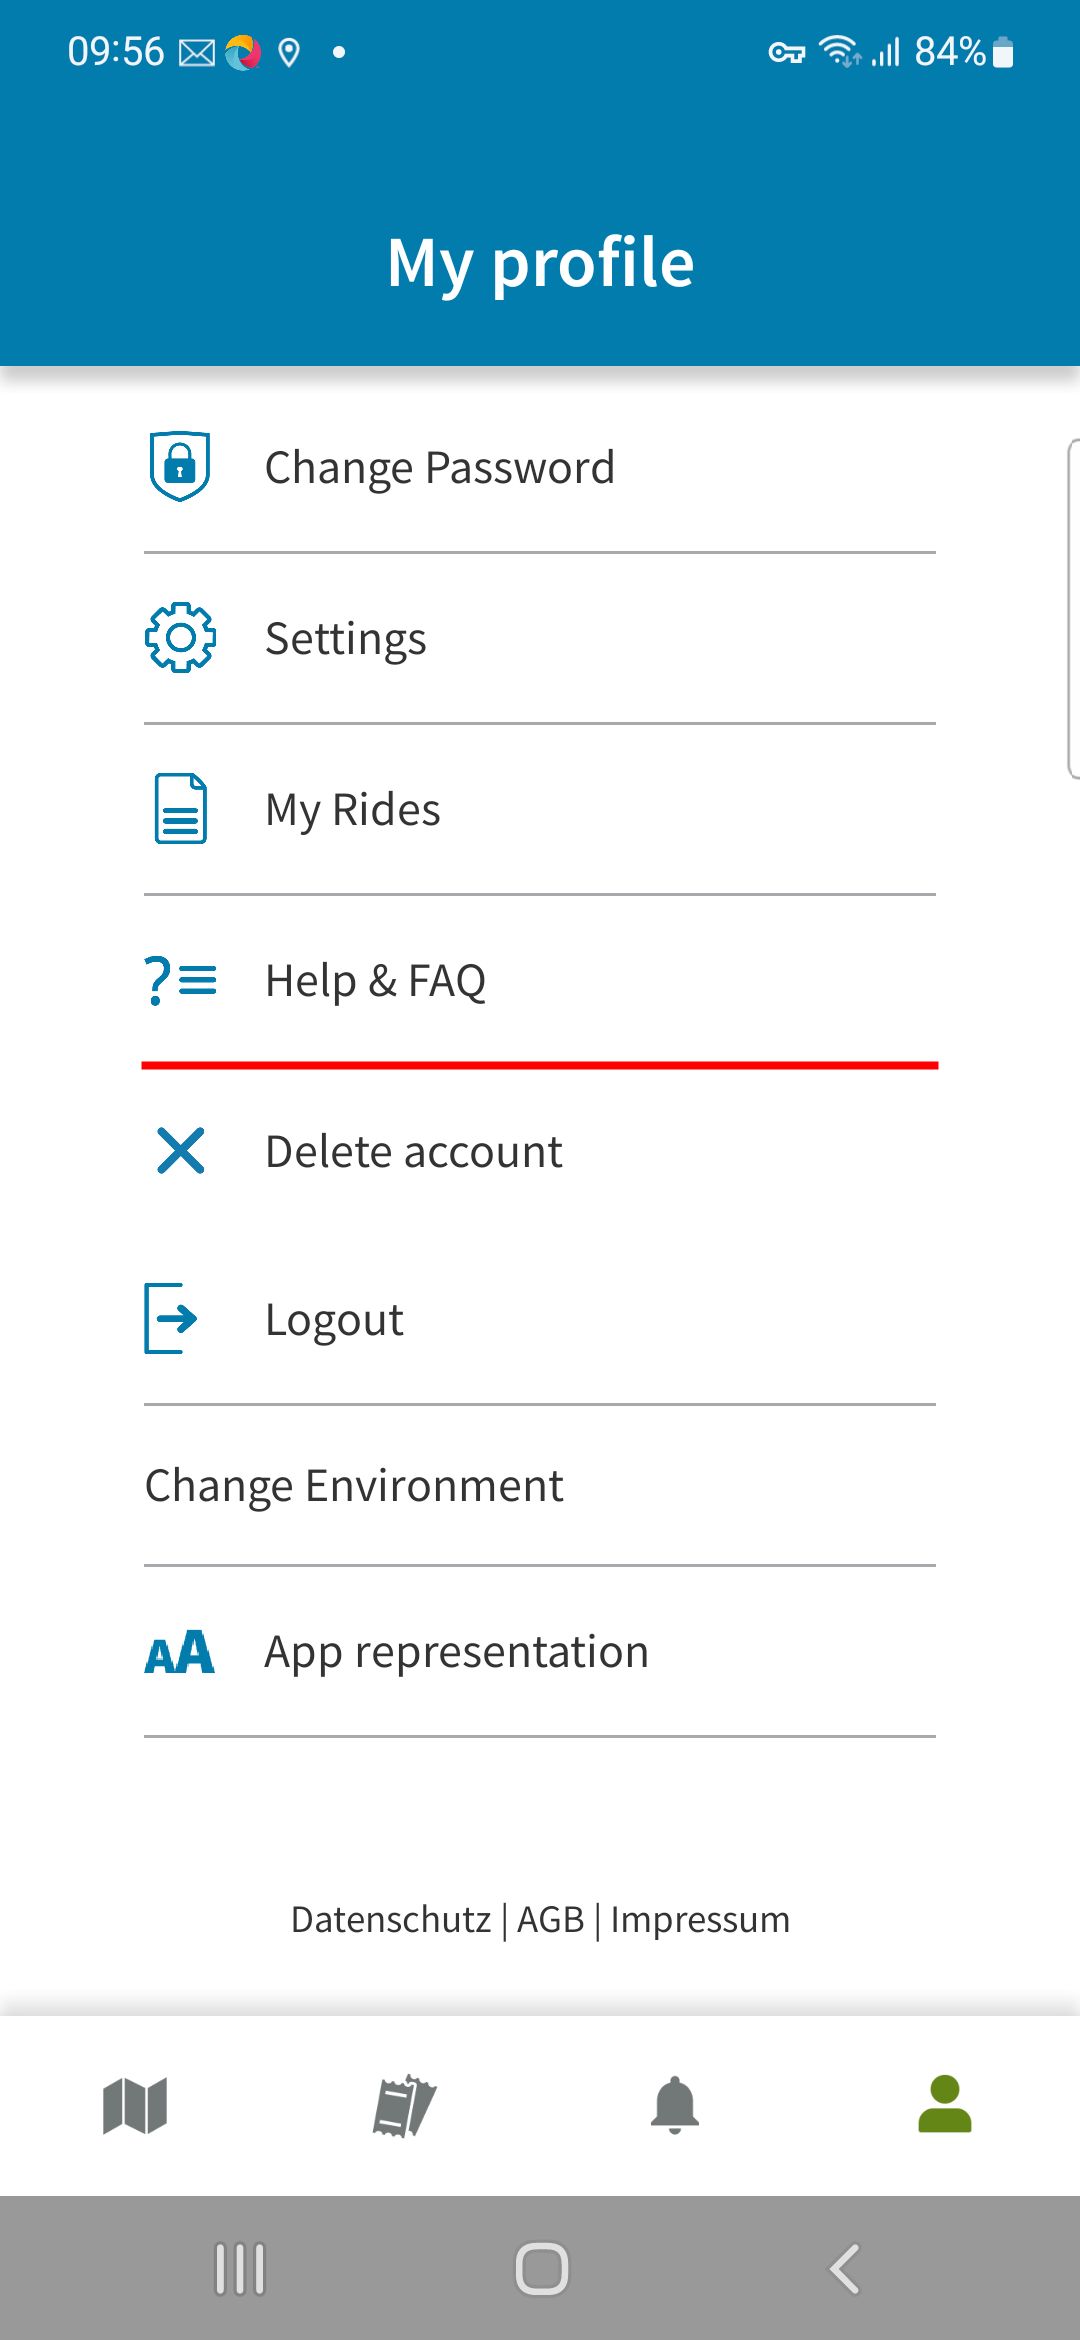 09:56
84%
My profile
Change Password
Settings
My Rides
Help & FAQ
Delete account
Logout
Change Environment
App representation
Datenschutz | AGB | Impressum